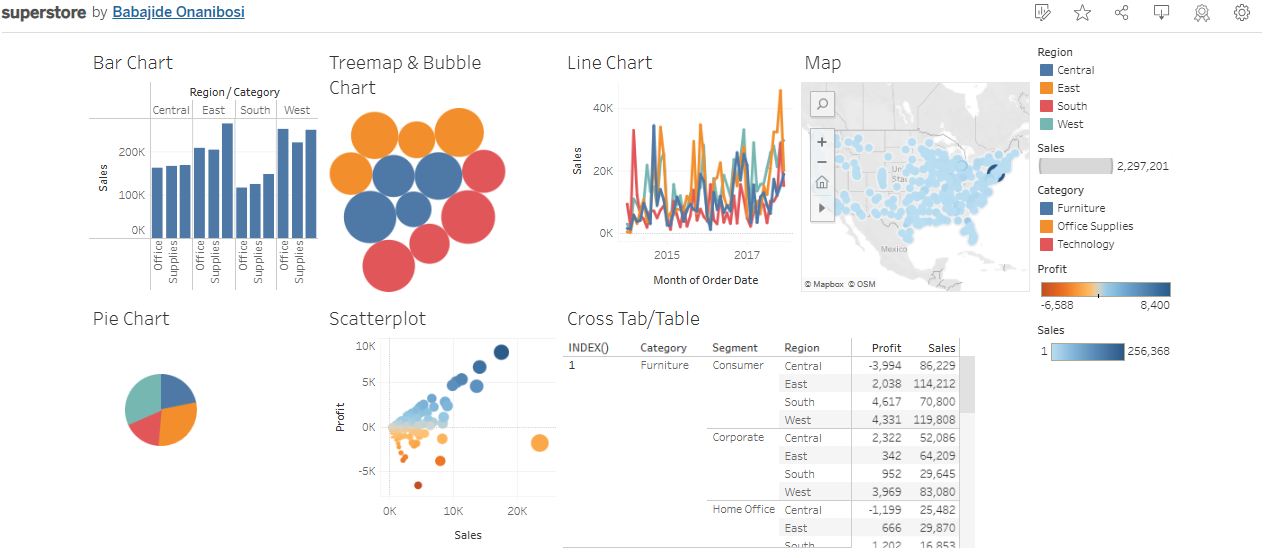 superstore by Babajide Onanibosi
Bar Chart
Region / Category
Central East South West
Sales
200K
100K
0K
Office
Supplies
Office
Supplies
Office
Supplies
Office
Supplies
Treemap & Bubble
Chart
Line Chart
Sales
40K
20K
0K
2015 2017
Month of Order Date
Map
Un
Sta
Mexico
© Mapbox © OSM
Region
Central
East
South
West
Sales
2,297,201
Category
Furniture
Office Supplies
Technology
Profit
-6,588 8,400
Sales
1 256,368
Pie Chart
Scatterplot
Profit
10K
5K
0K
-5K
0K 10K 20K
Sales
Cross Tab/Table
INDEX() Category Segment Region Profit Sales
1 Furniture Consumer Central -3,994 86,229
East 2,038 114,212
South 4,617 70,800
West 4,331 119,808
Corporate Central 2,322 52,086
East 342 64,209
South 952 29,645
West 3,969 83,080
Home Office Central -1,199 25,482
East 666 29,870
South 1,202 16,853